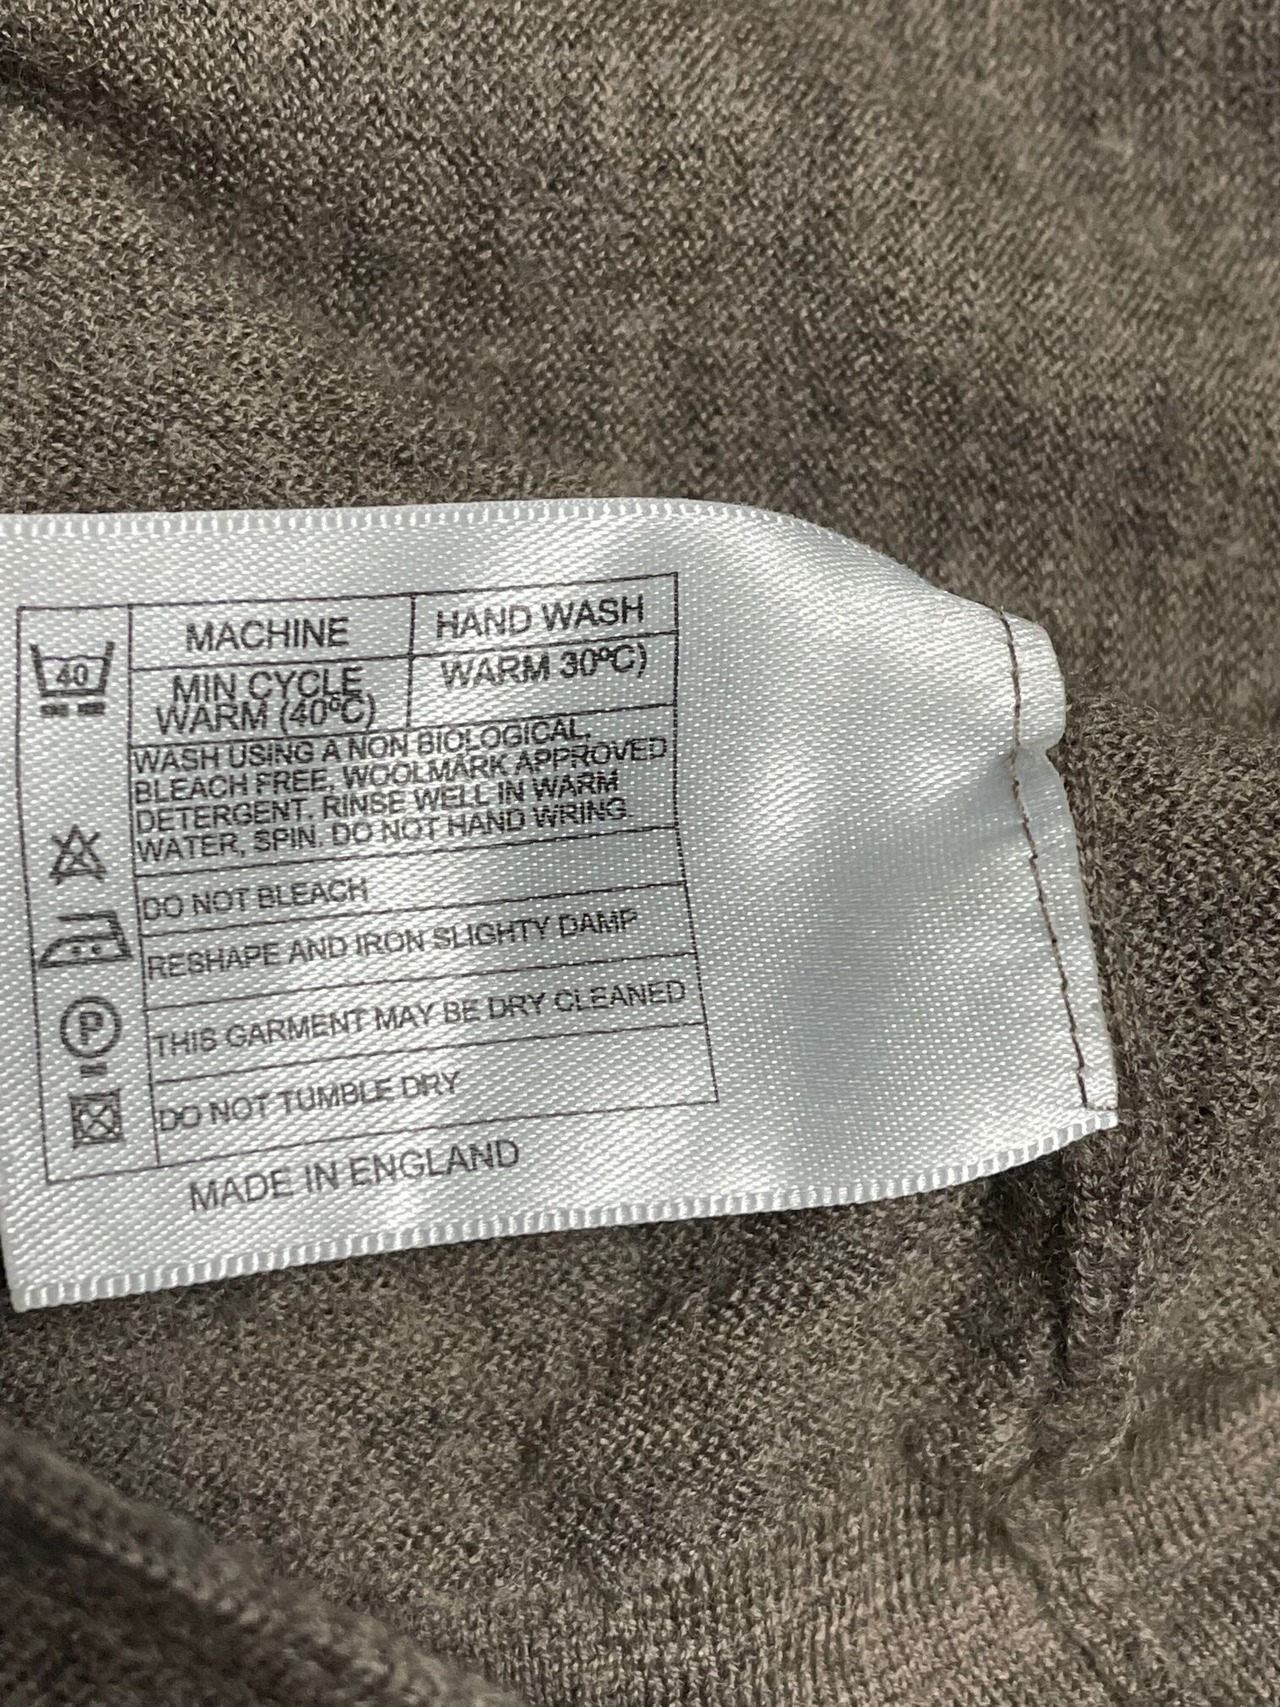 40
MACHINE
HAND WASH
MIN CYCLE
WARM (40ºC)
WARM 30ºC)
WASH USING A NON BIOLOGICAL,
BLEACH FREE, WOOLMARK APPROVED
DETERGENT. RINSE WELL IN WARM
WATER, SPIN. DO NOT HAND WRING.
DO NOT BLEACH
RESHAPE AND IRON SLIGHTY DAMP
P
THIS GARMENT MAY BE DRY CLEANED
DO NOT TUMBLE DRY
MADE IN ENGLAND